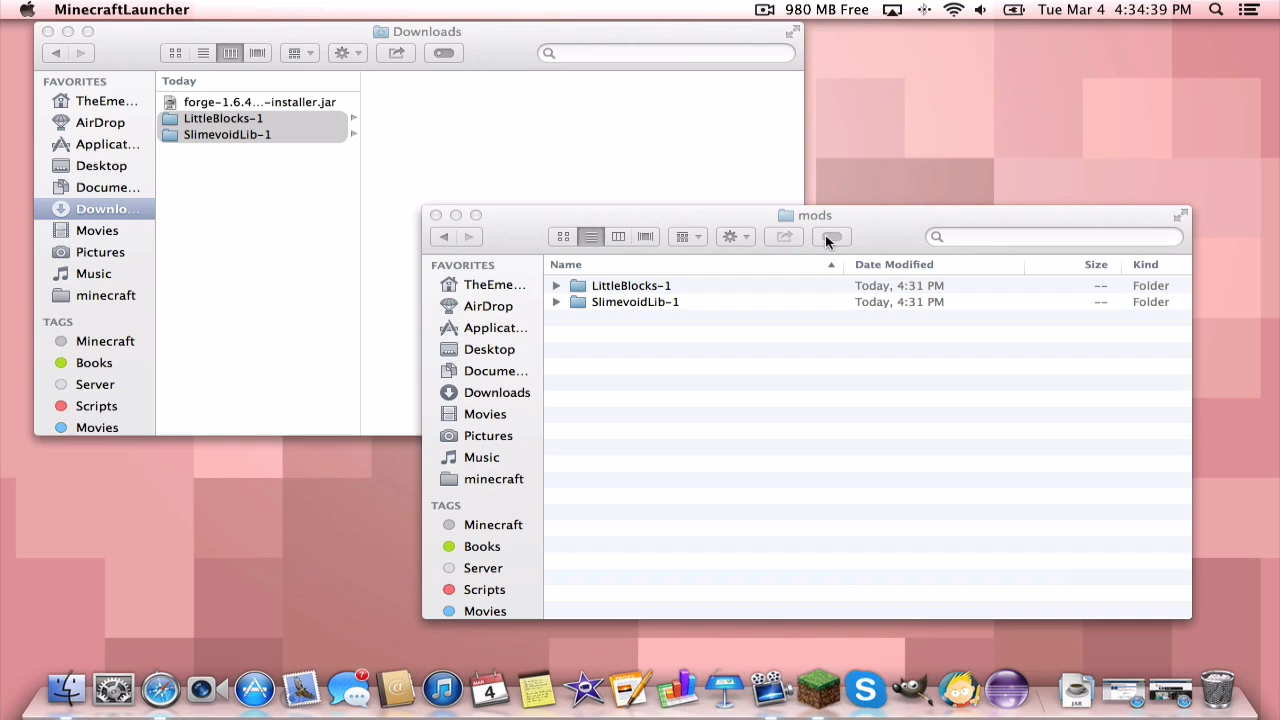 MinecraftLauncher
980 MB Free
Tue Mar 4 4:34:39 PM
Downloads
FAVORITES
TheEme...
AirDrop
Applicat...
Desktop
Docume...
Downlo...
Movies
Pictures
Music
minecraft
TAGS
Minecraft
Books
Server
Scripts
Movies
Today
forge-1.6.4...-installer.jar
LittleBlocks-1
SlimevoidLib-1
mods
FAVORITES
TheEme...
AirDrop
Applicat...
Desktop
Docume...
Downloads
Movies
Pictures
Music
minecraft
TAGS
Minecraft
Books
Server
Scripts
Movies
Name Date Modified Size Kind
LittleBlocks-1 Today, 4:31 PM -- Folder
SlimevoidLib-1 Today, 4:31 PM -- Folder
7
MAR
4
JAR